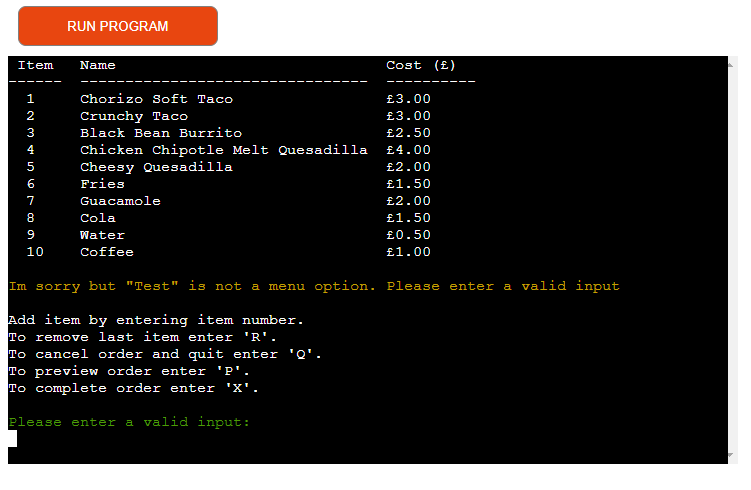 RUN PROGRAM
Item Name Cost (£)
------ -------------------------------- ----------
1 Chorizo Soft Taco £3.00
2 Crunchy Taco £3.00
3 Black Bean Burrito £2.50
4 Chicken Chipotle Melt Quesadilla £4.00
5 Cheesy Quesadilla £2.00
6 Fries £1.50
7 Guacamole £2.00
8 Cola £1.50
9 Water £0.50
10 Coffee £1.00
Im sorry but "Test" is not a menu option. Please enter a valid input
Add item by entering item number.
To remove last item enter 'R'.
To cancel order and quit enter 'Q'.
To preview order enter 'P'.
To complete order enter 'X'.
Please enter a valid input: